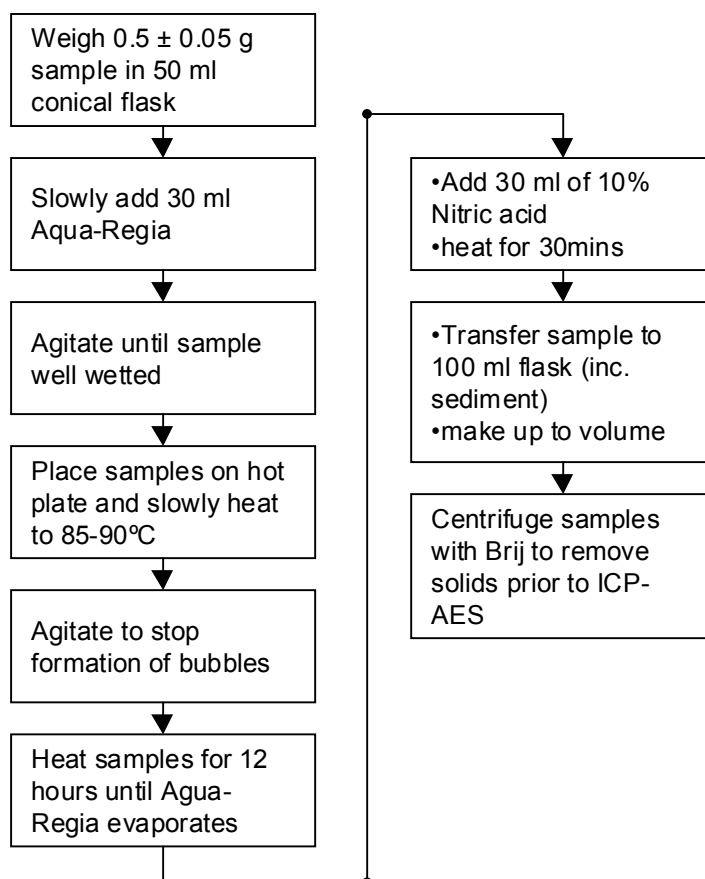 Weigh 0.5 ± 0.05 g
sample in 50 ml
conical flask
Slowly add 30 ml
Aqua-Regia
Agitate until sample
well wetted
Place samples on hot
plate and slowly heat
to 85-90ºC
Agitate to stop
formation of bubbles
Heat samples for 12
hours until Agua-
Regia evaporates
•Add 30 ml of 10%
Nitric acid
•heat for 30mins
•Transfer sample to
100 ml flask (inc.
sediment)
•make up to volume
Centrifuge samples
with Brij to remove
solids prior to ICP-
AES